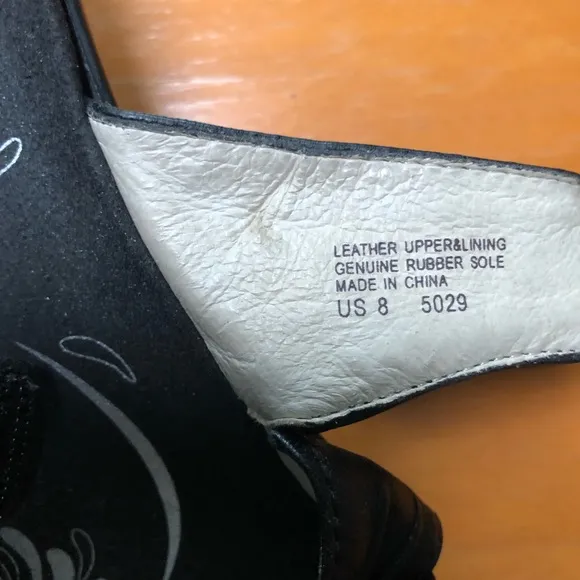 LEATHER UPPER&LINING
GENUINE RUBBER SOLE
MADE IN CHINA
US 8 5029